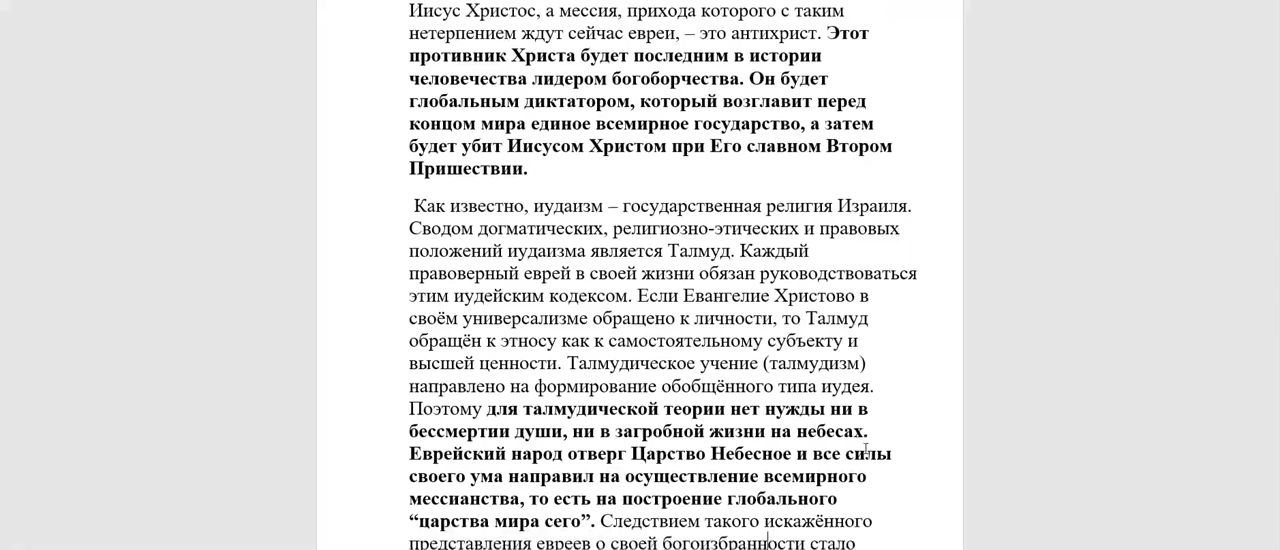 Иисус Христос, а мессия, прихода которого с таким
нетерпением ждут сейчас евреи, – это антихрист. Этот
противник Христа будет последним в истории
человечества лидером богоборчества. Он будет
глобальным диктатором, который возглавит перед
концом мира единое всемирное государство, а затем
будет убит Иисусом Христом при Его славном Втором
Пришествии.
Как известно, иудаизм – государственная религия Израиля.
Сводом догматических, религиозно-этических и правовых
положений иудаизма является Талмуд. Каждый
правоверный еврей в своей жизни обязан руководствоваться
этим иудейским кодексом. Если Евангелие Христово в
своём универсализме обращено к личности, то Талмуд
обращён к этносу как к самостоятельному субъекту и
высшей ценности. Талмудическое учение (талмудизм)
направлено на формирование обобщённого типа иудея.
Поэтому для талмудической теории нет нужды ни в
бессмертии души, ни в загробной жизни на небесах.
Еврейский народ отверг Царство Небесное и все силы
своего ума направил на осуществление всемирного
мессианства, то есть на построение глобального
“царства мира сего”. Следствием такого искажённого
представления евреев о своей богоизбранности стало